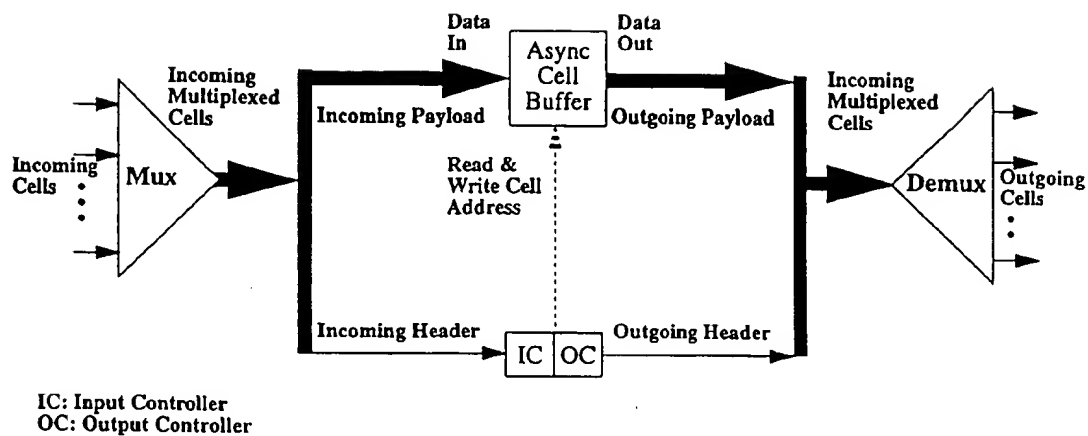 Data
In
Data
Out
Async
Cell
Buffer
Incoming
Multiplexed
Cells
Incoming
Multiplexed
Cells
Incoming Payload
Outgoing Payload
Incoming
Cells
Mux
Read &
Write Cell
Address
Demux
Outgoing
Cells
Incoming Header
Outgoing Header
IC
OC
IC: Input Controller
OC: Output Controller